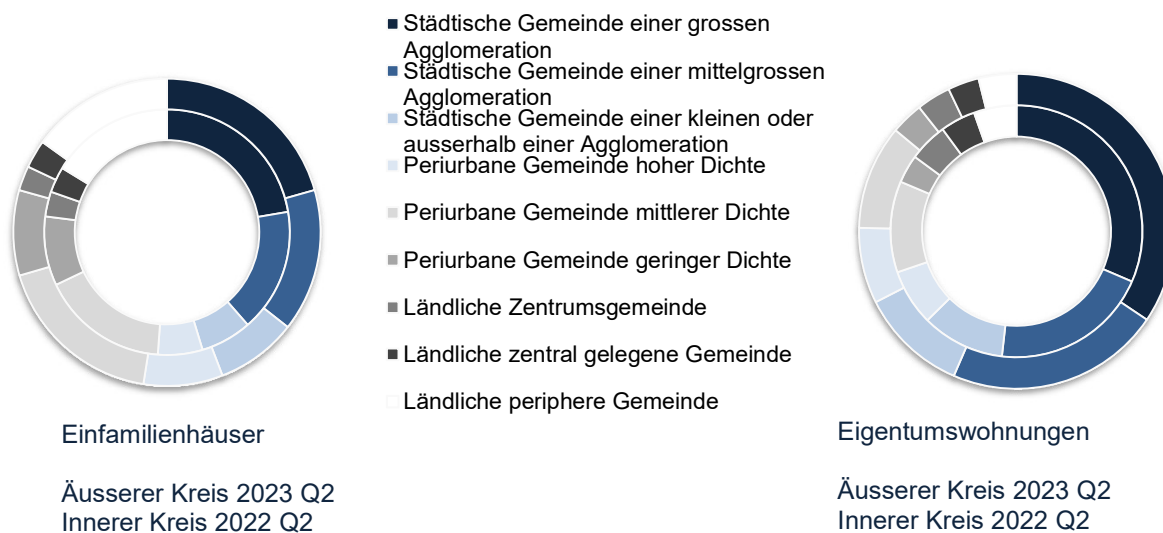 Städtische Gemeinde einer grossen
Agglomeration
Städtische Gemeinde einer mittelgrossen
Agglomeration
Städtische Gemeinde einer kleinen oder
ausserhalb einer Agglomeration
Periurbane Gemeinde hoher Dichte
Periurbane Gemeinde mittlerer Dichte
Periurbane Gemeinde geringer Dichte
Ländliche Zentrumsgemeinde
Ländliche zentral gelegene Gemeinde
Ländliche periphere Gemeinde
Einfamilienhäuser
Äusserer Kreis 2023 Q2
Innerer Kreis 2022 Q2
Eigentumswohnungen
Äusserer Kreis 2023 Q2
Innerer Kreis 2022 Q2